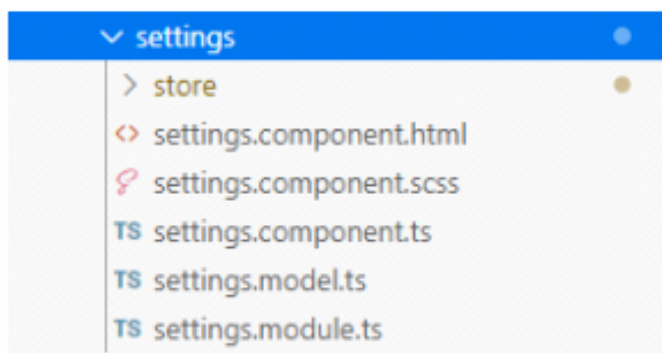 settings
store
<> settings.component.html
settings.component.scss
TS settings.component.ts
TS settings.model.ts
TS settings.module.ts